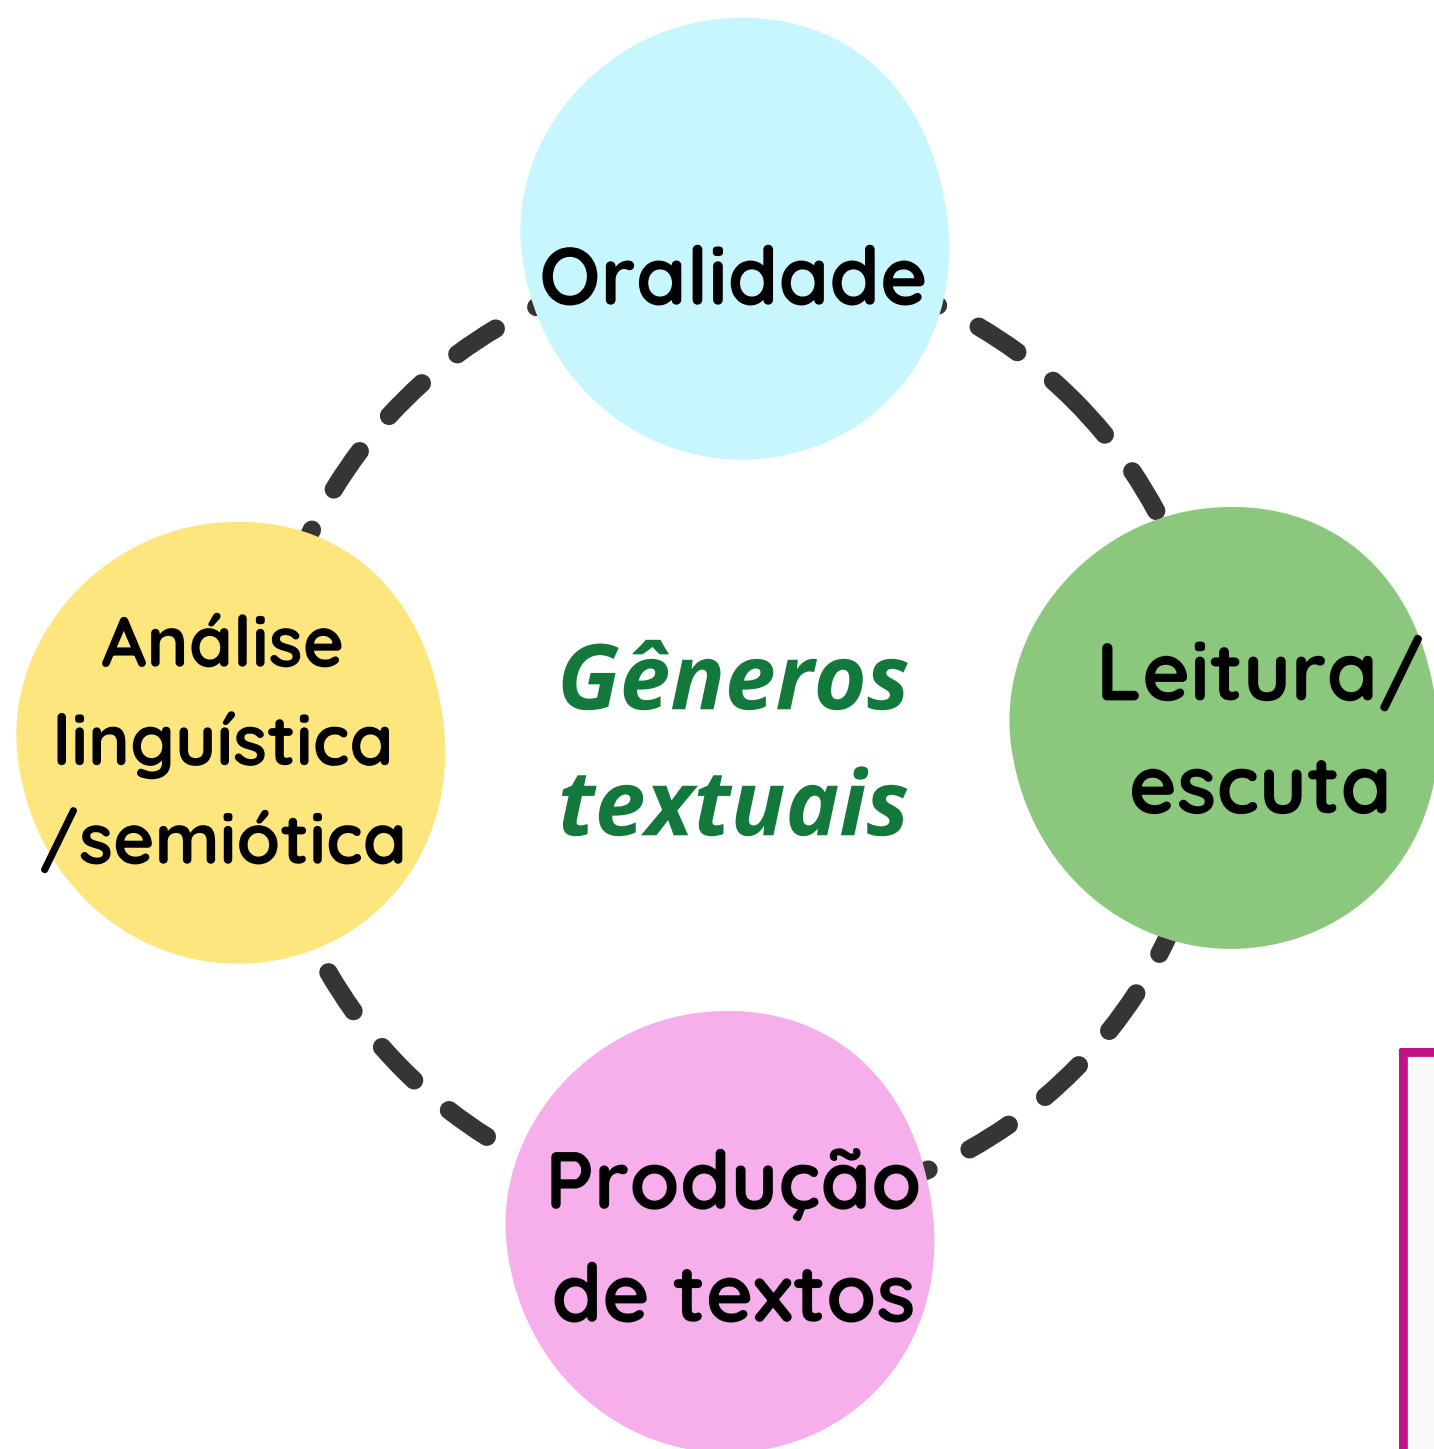 Oralidade
Análise
linguística
/semiótica
Gêneros
textuais
Leitura/
escuta
Produção
de textos